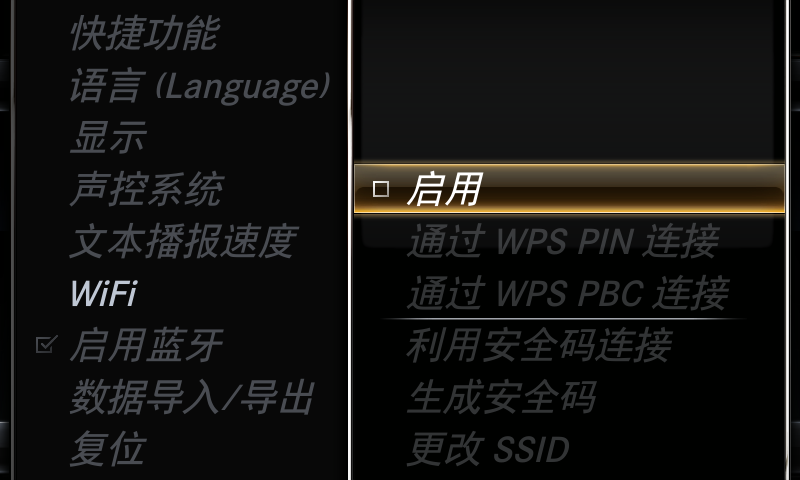 快捷功能
语言 (Language)
显示
声控系统
文本播报速度
WiFi
启用蓝牙
数据导入/导出
复位
启用
通过 WPS PIN 连接
通过 WPS PBC 连接
利用安全码连接
生成安全码
更改 SSID